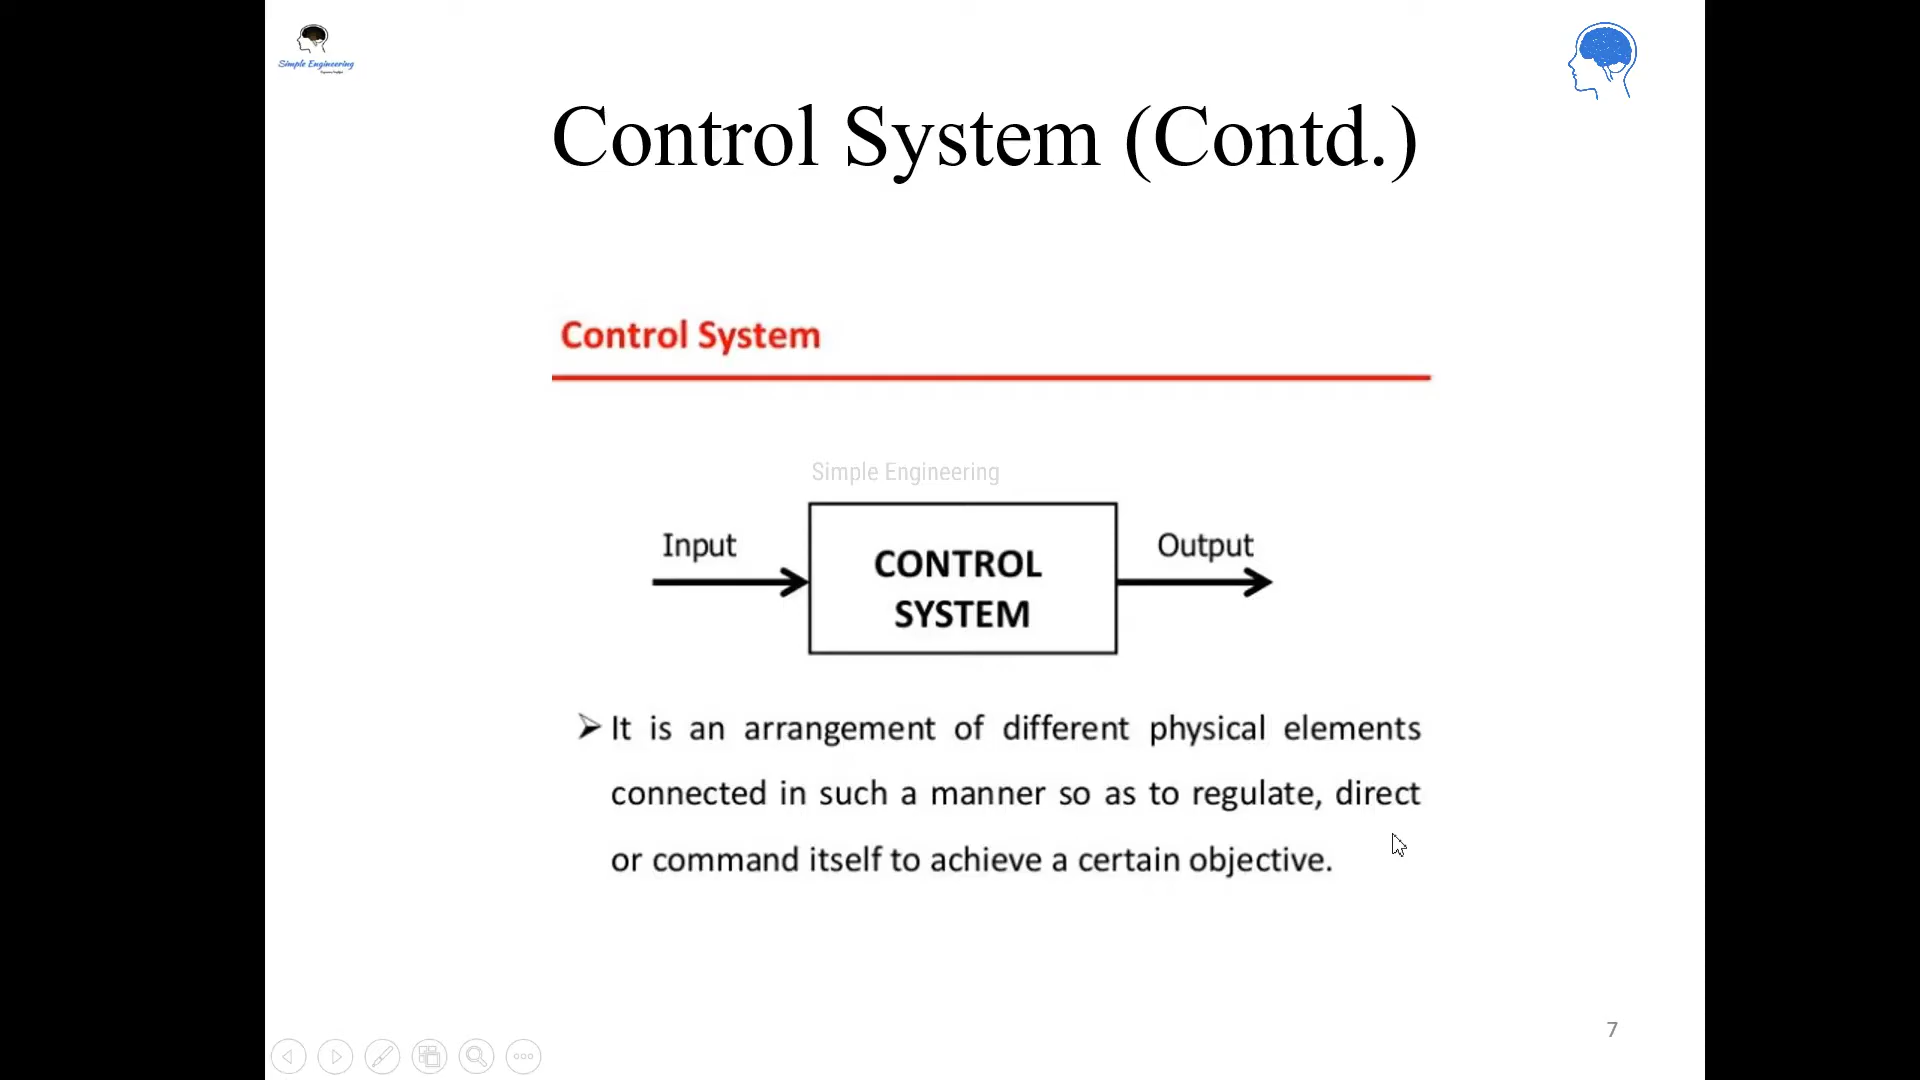 Simple Engineering
Control System (Contd.)
Control System
Simple Engineering
Input
CONTROL
SYSTEM
Output
➢ It is an arrangement of different physical elements
connected in such a manner so as to regulate, direct
or command itself to achieve a certain objective.
7